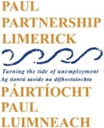 PAUL
PARTNERSHIP
LIMERICK
Turning the tide of unemployment
Ag tiontú taoide na dífhostaíochta
PÁIRTÍOCHT
PAUL
LUIMNEACH